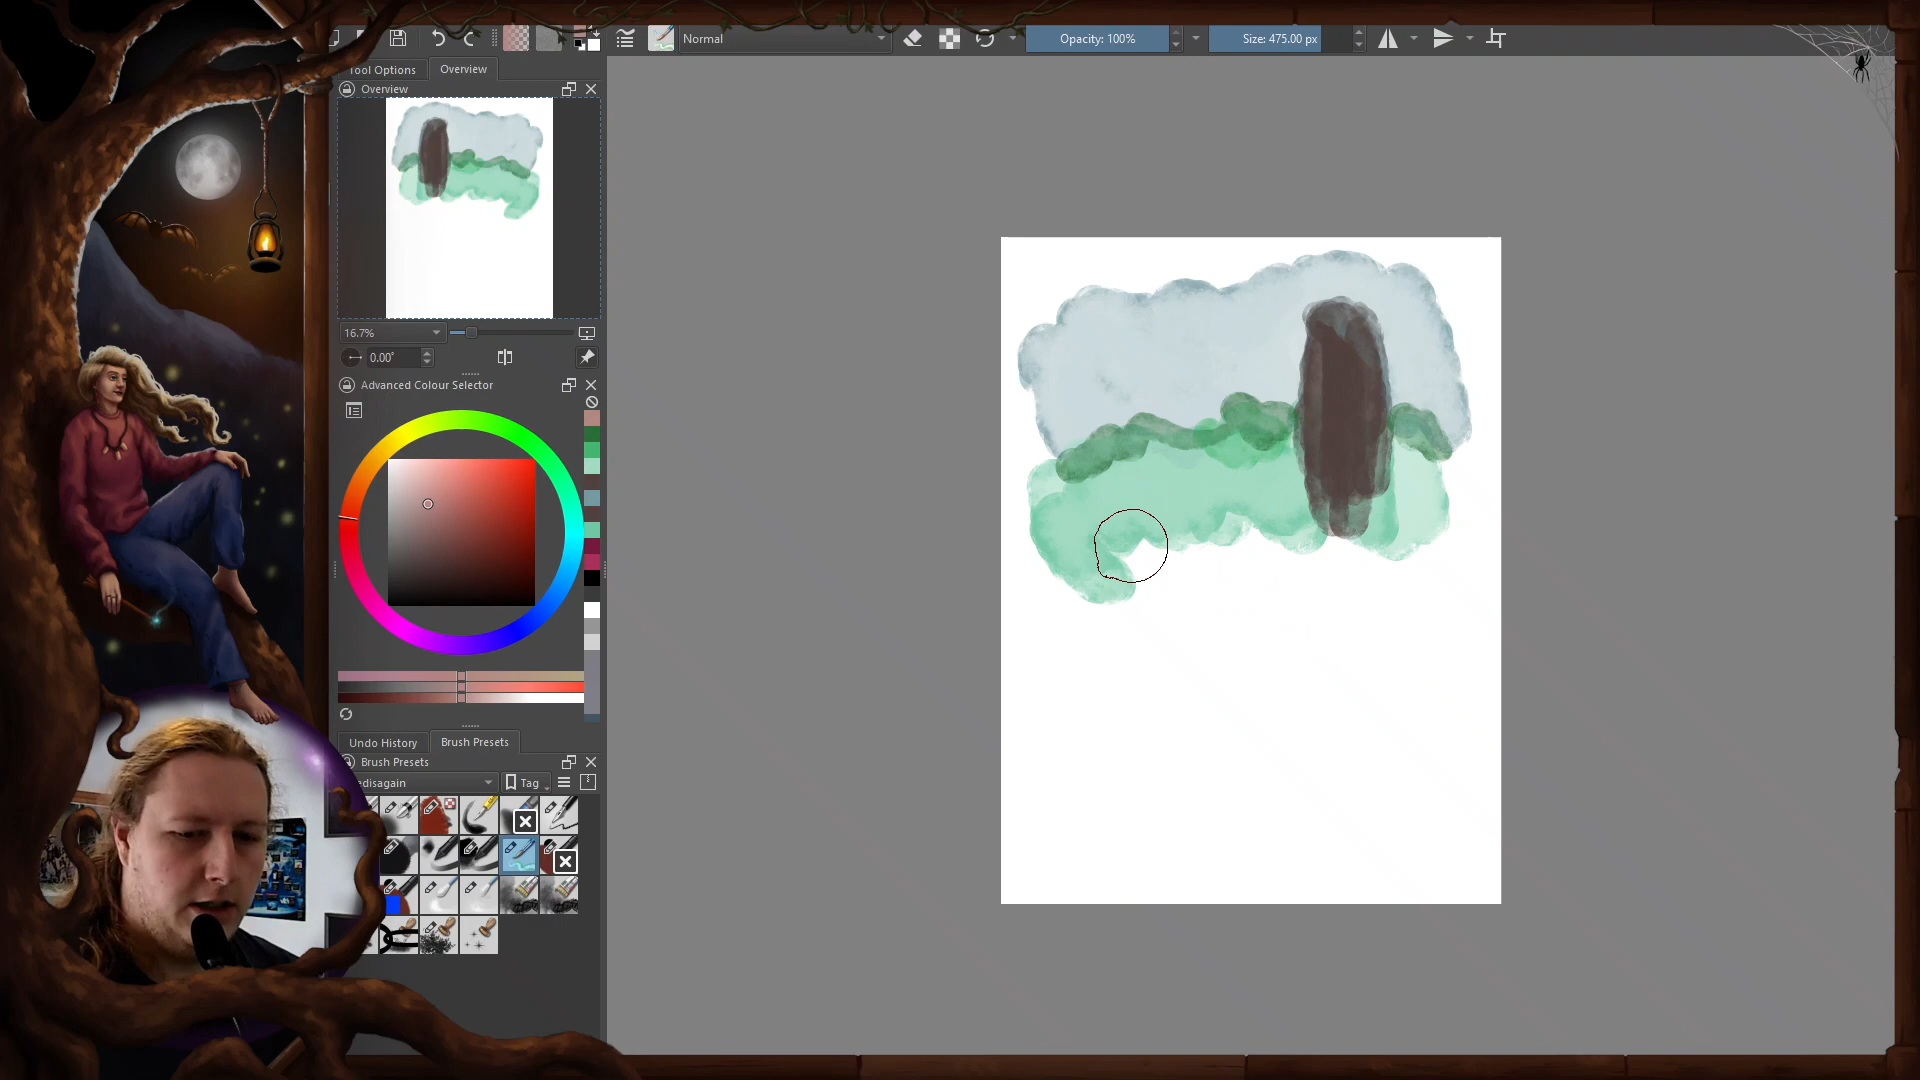 Normal
Opacity: 100%
Size: 475.00 px
Tool Options
Overview
Overview
16.7%
0.00°
Advanced Colour Selector
Undo History
Brush Presets
Brush Presets
edisagain
Tag